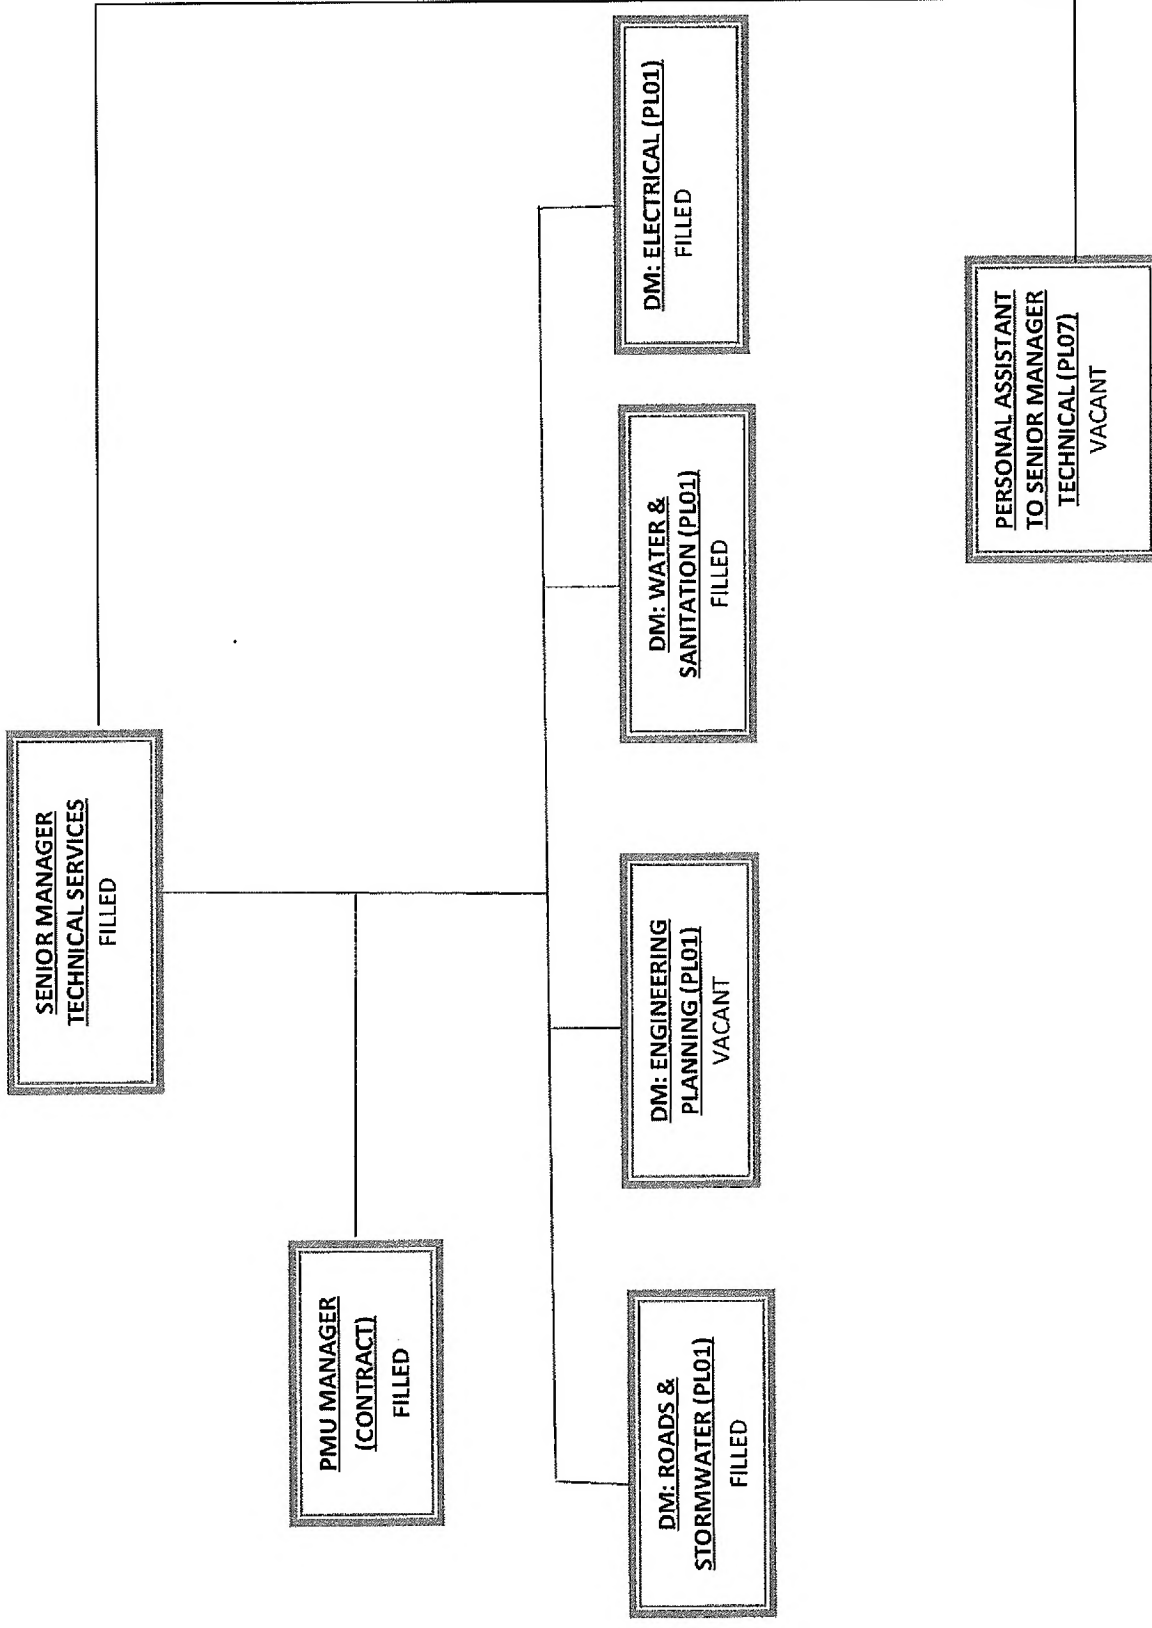 SENIOR MANAGER
TECHNICAL SERVICES
FILLED
PMU MANAGER
(CONTRACT)
FILLED
DM: ROADS &
STORMWATER (PL01)
FILLED
DM: ENGINEERING
PLANNING (PL01)
VACANT
DM: WATER &
SANITATION (PL01)
FILLED
DM: ELECTRICAL (PL01)
FILLED
PERSONAL ASSISTANT
TO SENIOR MANAGER
TECHNICAL (PL07)
VACANT